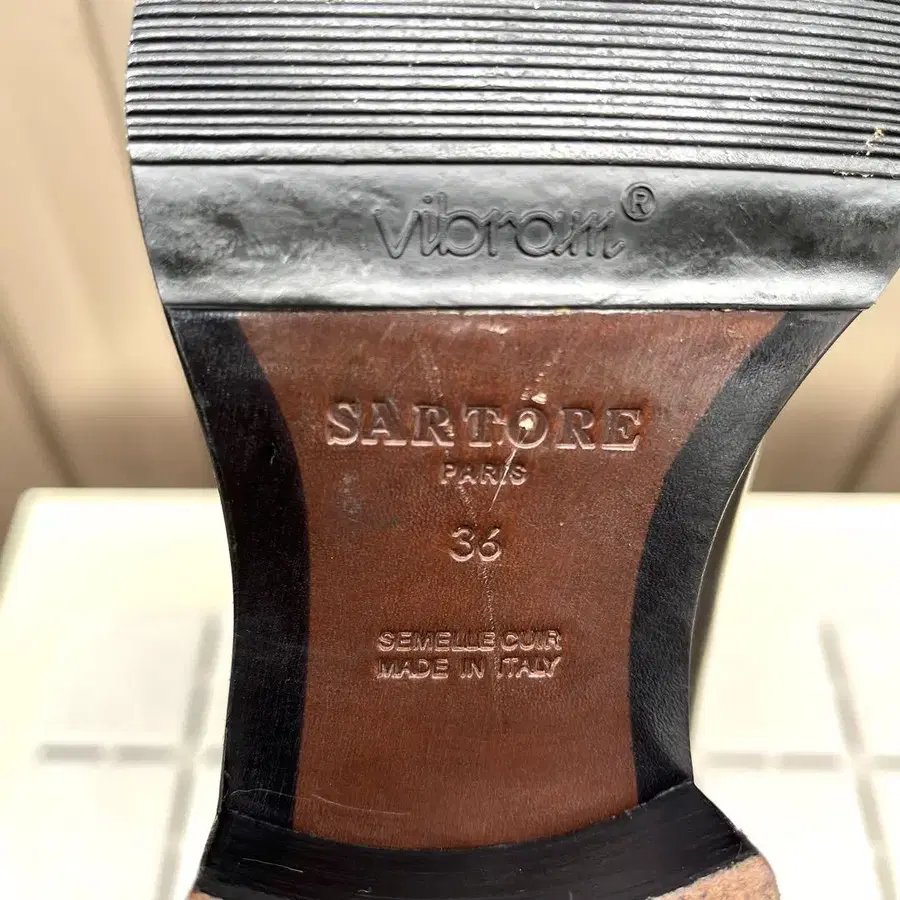 vibram®
SARTORE
PARIS
36
SEMELLE CUIR
MADE IN ITALY